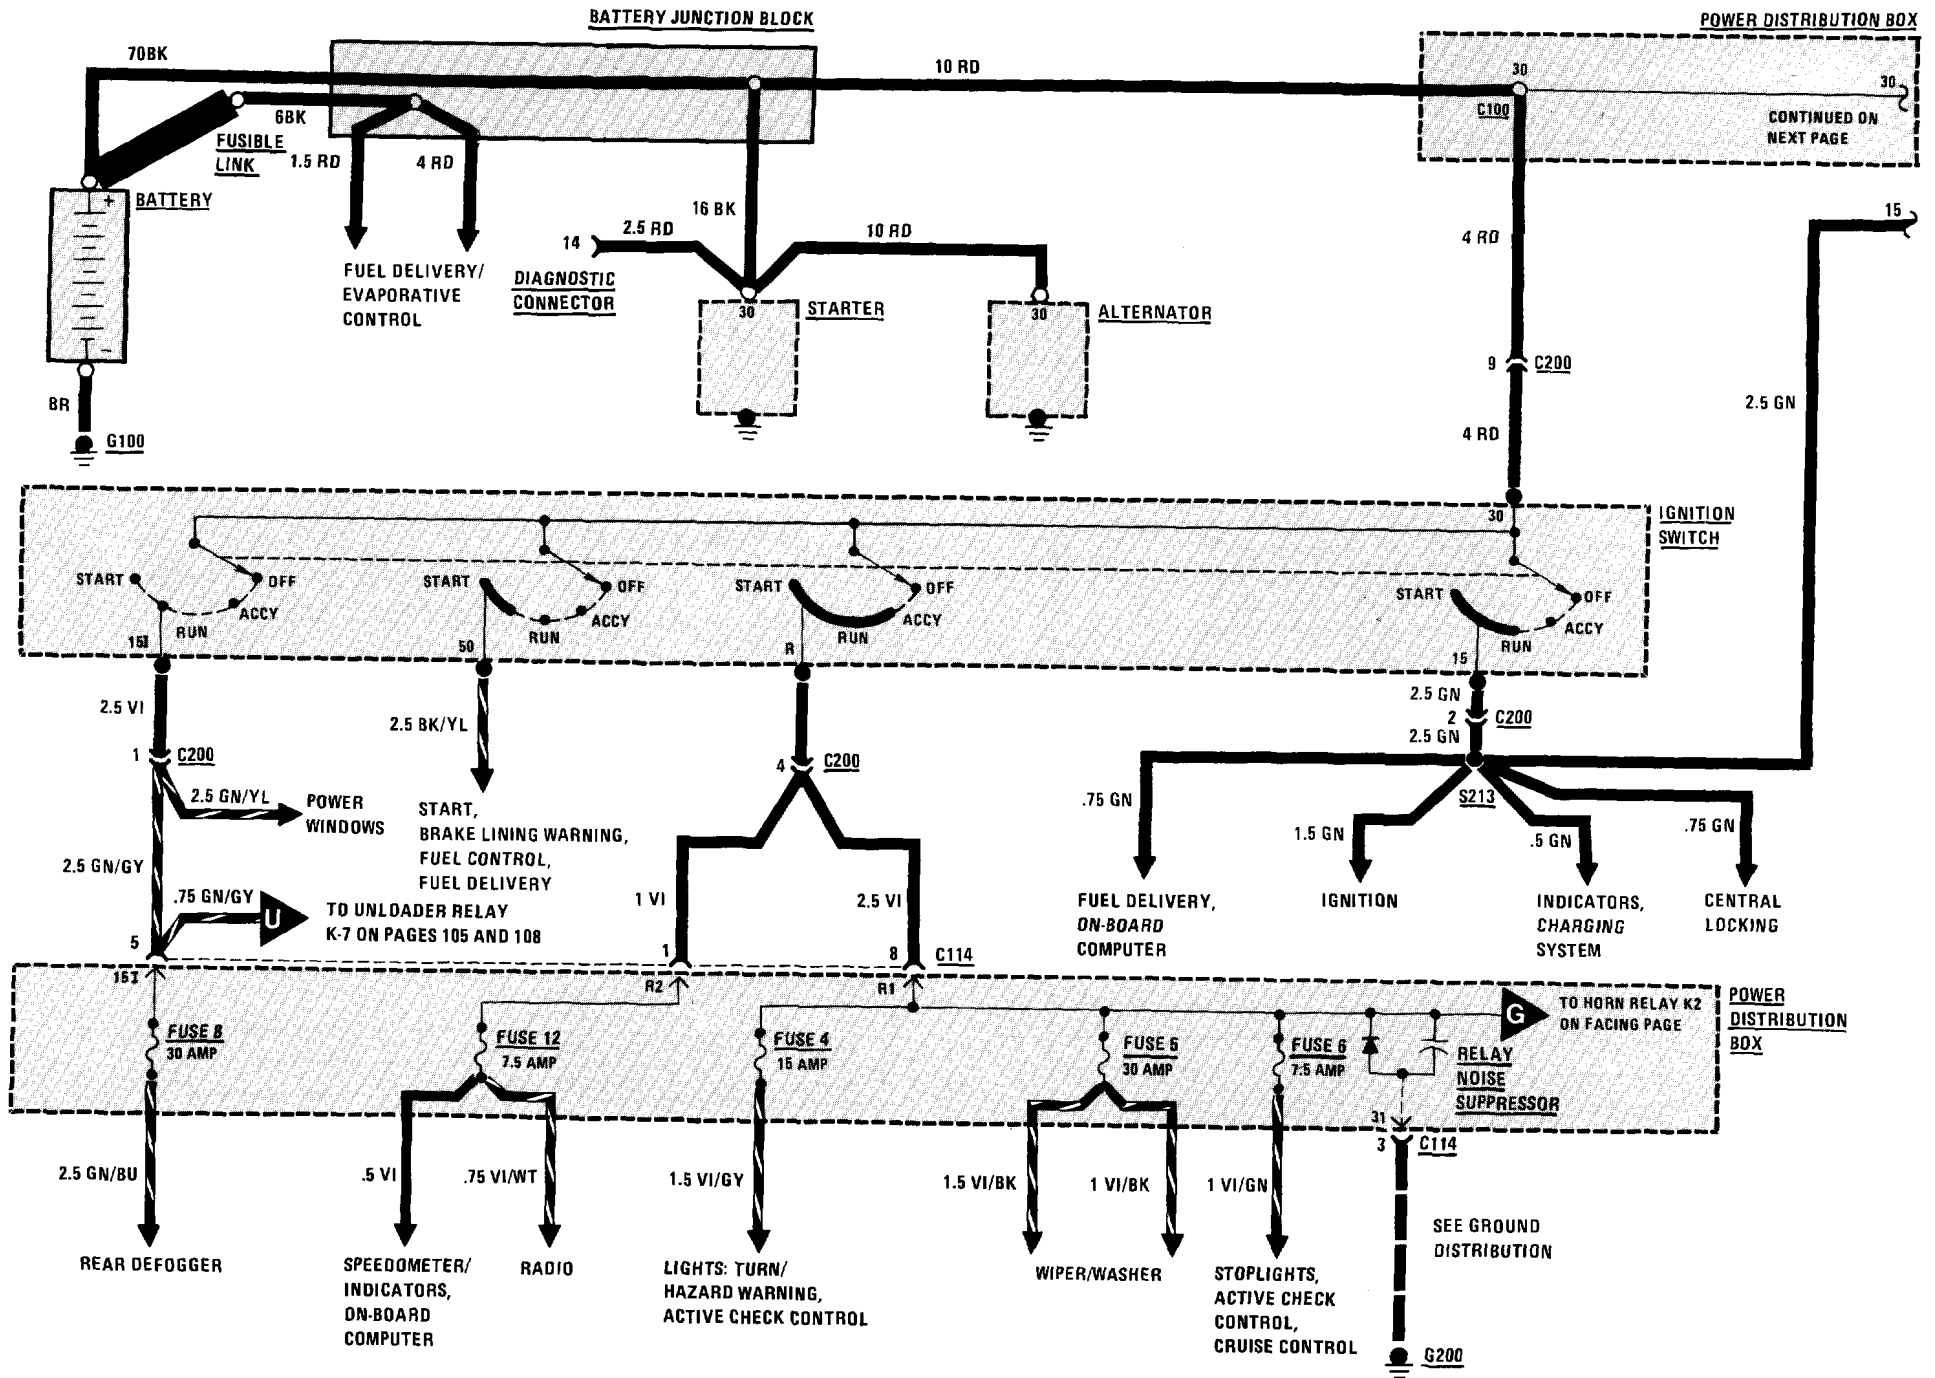 BATTERY JUNCTION BLOCK
POWER DISTRIBUTION BOX
70BK
10 RD
30
30
6BK
C100
CONTINUED ON
NEXT PAGE
FUSIBLE
LINK
1.5 RD
4 RD
+
BATTERY
16 BK
15
14
2.5 RD
10 RD
4 RD
FUEL DELIVERY/
EVAPORATIVE
CONTROL
DIAGNOSTIC
CONNECTOR
30
STARTER
30
ALTERNATOR
-
9
C200
BR
2.5 GN
G100
4 RD
30
IGNITION
SWITCH
START
OFF
ACCY
RUN
START
OFF
ACCY
RUN
START
OFF
ACCY
RUN
START
OFF
ACCY
RUN
15I
50
R
15
2.5 VI
2.5 BK/YL
2.5 GN
2
C200
2.5 GN
1
C200
4
C200
2.5 GN/YL
POWER
WINDOWS
START,
BRAKE LINING WARNING,
FUEL CONTROL,
FUEL DELIVERY
.75 GN
S213
1.5 GN
.5 GN
.75 GN
2.5 GN/GY
.75 GN/GY
U
TO UNLOADER RELAY
K-7 ON PAGES 105 AND 108
1 VI
2.5 VI
FUEL DELIVERY,
ON-BOARD
COMPUTER
IGNITION
INDICATORS,
CHARGING
SYSTEM
CENTRAL
LOCKING
5
1
8
C114
15I
R2
R1
G
TO HORN RELAY K2
ON FACING PAGE
POWER
DISTRIBUTION
BOX
FUSE 8
30 AMP
FUSE 12
7.5 AMP
FUSE 4
15 AMP
FUSE 5
30 AMP
FUSE 6
7.5 AMP
RELAY
NOISE
SUPPRESSOR
31
3
C114
2.5 GN/BU
.5 VI
.75 VI/WT
1.5 VI/GY
1.5 VI/BK
1 VI/BK
1 VI/GN
SEE GROUND
DISTRIBUTION
REAR DEFOGGER
SPEEDOMETER/
INDICATORS,
ON-BOARD
COMPUTER
RADIO
LIGHTS: TURN/
HAZARD WARNING,
ACTIVE CHECK CONTROL
WIPER/WASHER
STOPLIGHTS,
ACTIVE CHECK
CONTROL,
CRUISE CONTROL
G200